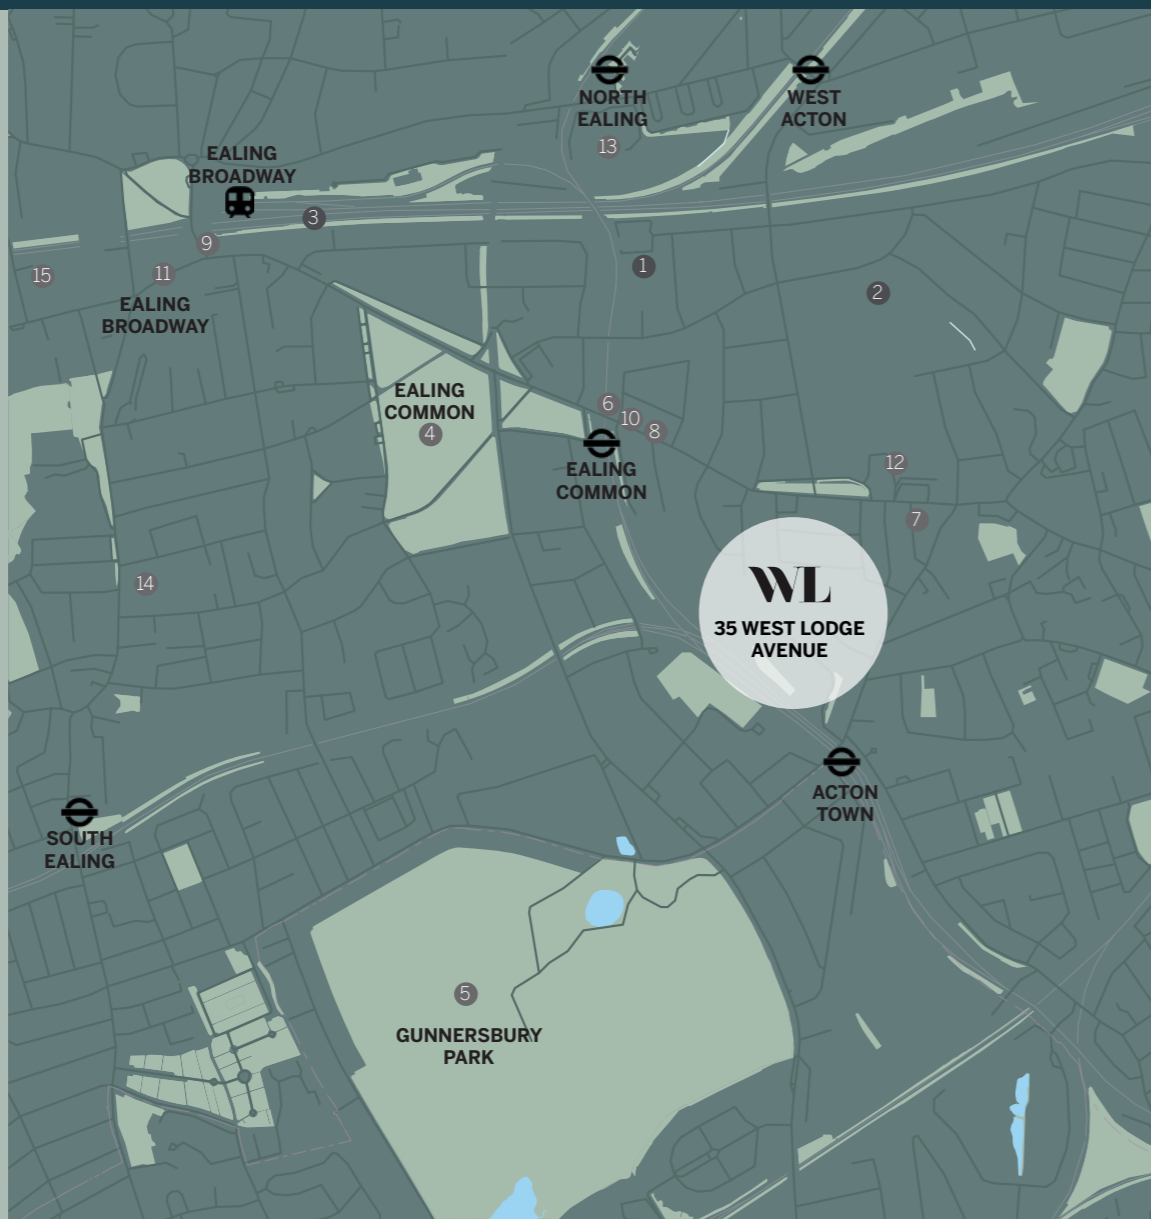 NORTH
EALING
WEST
ACTON
13
EALING
BROADWAY
3
9
15
11
1
2
EALING
BROADWAY
EALING
COMMON
4
6
10
8
EALING
COMMON
12
7
14
WL
35 WEST LODGE
AVENUE
ACTON
TOWN
SOUTH
EALING
5
GUNNERSBURY
PARK